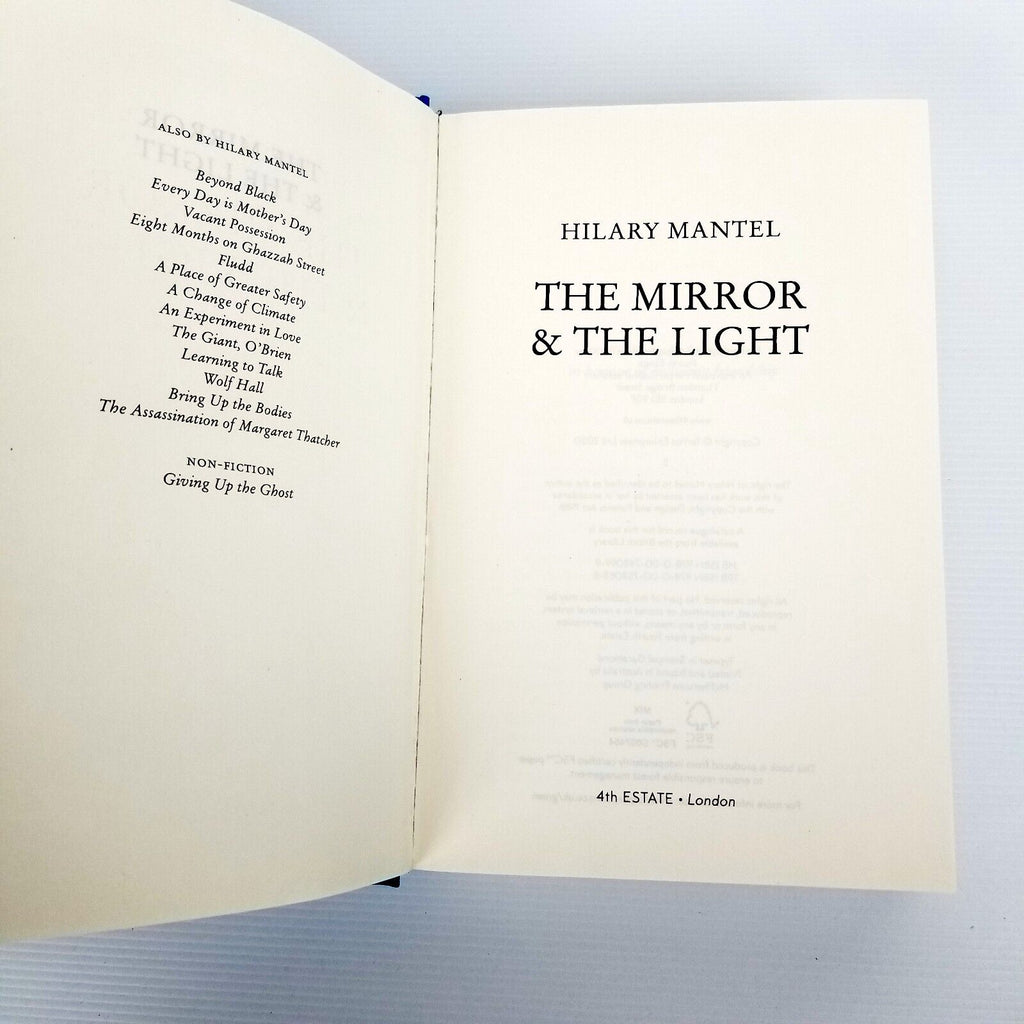 ALSO BY HILARY MANTEL
Beyond Black
Every Day is Mother's Day
Vacant Possession
Eight Months on Ghazzah Street
Fludd
A Place of Greater Safety
A Change of Climate
An Experiment in Love
The Giant, O'Brien
Learning to Talk
Wolf Hall
Bring Up the Bodies
The Assassination of Margaret Thatcher
NON-FICTION
Giving Up the Ghost
HILARY MANTEL
THE MIRROR
& THE LIGHT
4th ESTATE • London